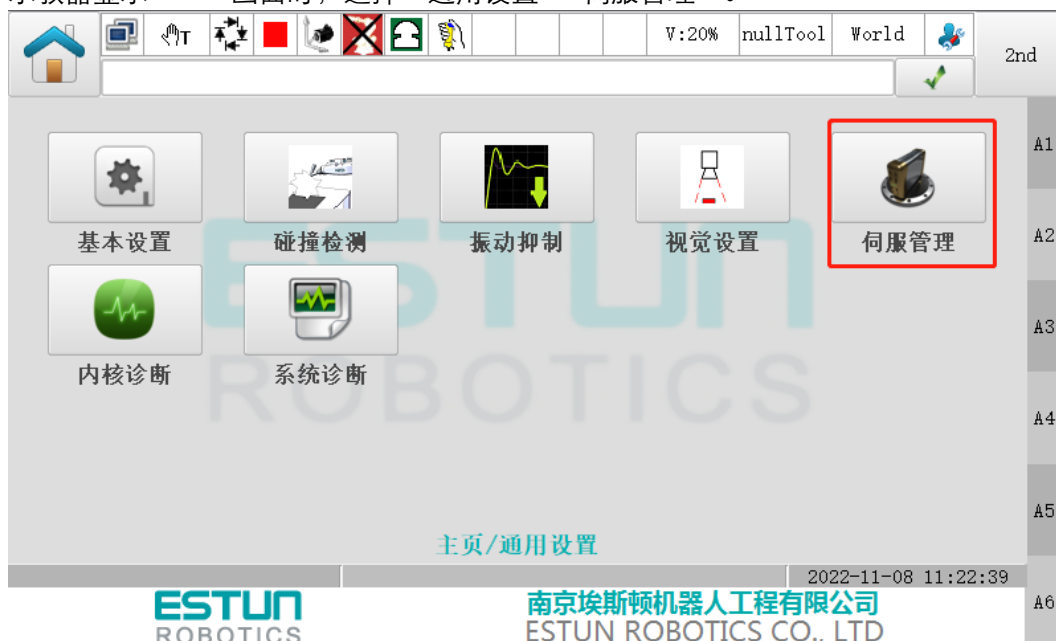 T
V:20%
nullTool
World
2nd
A1
基本设置
碰撞检测
振动抑制
视觉设置
伺服管理
A2
A3
内核诊断
系统诊断
A4
A5
主页/通用设置
2022-11-08 11:22:39
ESTUN
ROBOTICS
ESTUN
ROBOTICS
南京埃斯顿机器人工程有限公司
ESTUN ROBOTICS CO., LTD
A6